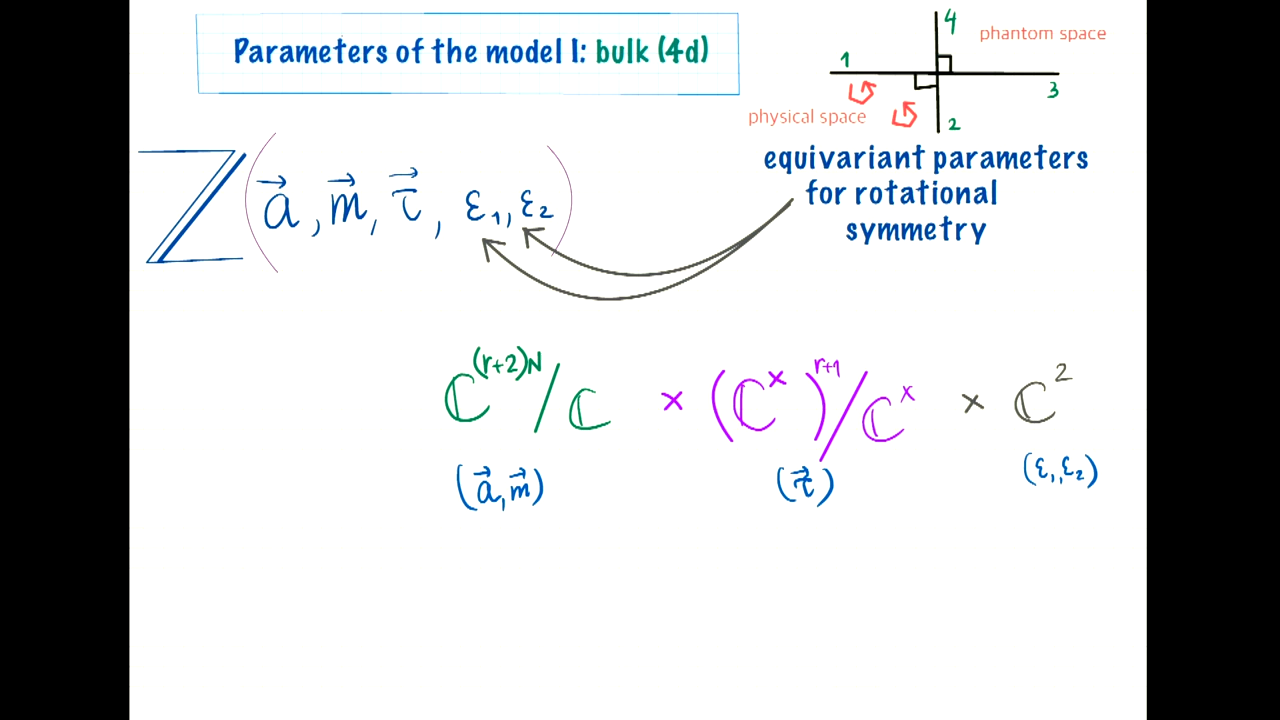 Parameters of the model I: bulk (4d)
4
phantom space
1
3
physical space
2
equivariant parameters
for rotational
symmetry
Z(a⃗, m⃗, τ⃗, ε₁, ε₂)
ℂ^(r+2)N / ℂ × (ℂ^×)^r+1 / ℂ^× × ℂ^2
(a⃗, m⃗) (τ⃗) (ε₁, ε₂)